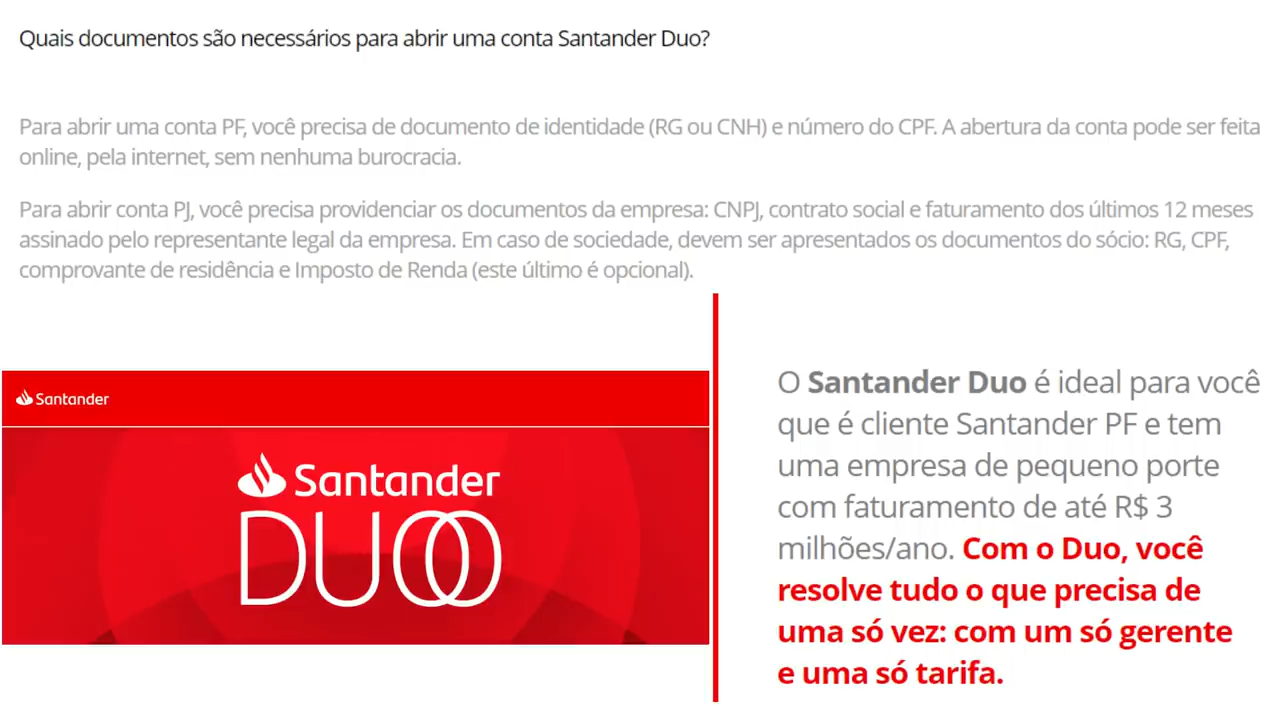 Quais documentos são necessários para abrir uma conta Santander Duo?
Para abrir uma conta PF, você precisa de documento de identidade (RG ou CNH) e número do CPF. A abertura da conta pode ser feita
online, pela internet, sem nenhuma burocracia.
Para abrir conta PJ, você precisa providenciar os documentos da empresa: CNPJ, contrato social e faturamento dos últimos 12 meses
assinado pelo representante legal da empresa. Em caso de sociedade, devem ser apresentados os documentos do sócio: RG, CPF,
comprovante de residência e Imposto de Renda (este último é opcional).
Santander
Santander
DUO
O Santander Duo é ideal para você
que é cliente Santander PF e tem
uma empresa de pequeno porte
com faturamento de até R$ 3
milhões/ano. Com o Duo, você
resolve tudo o que precisa de
uma só vez: com um só gerente
e uma só tarifa.